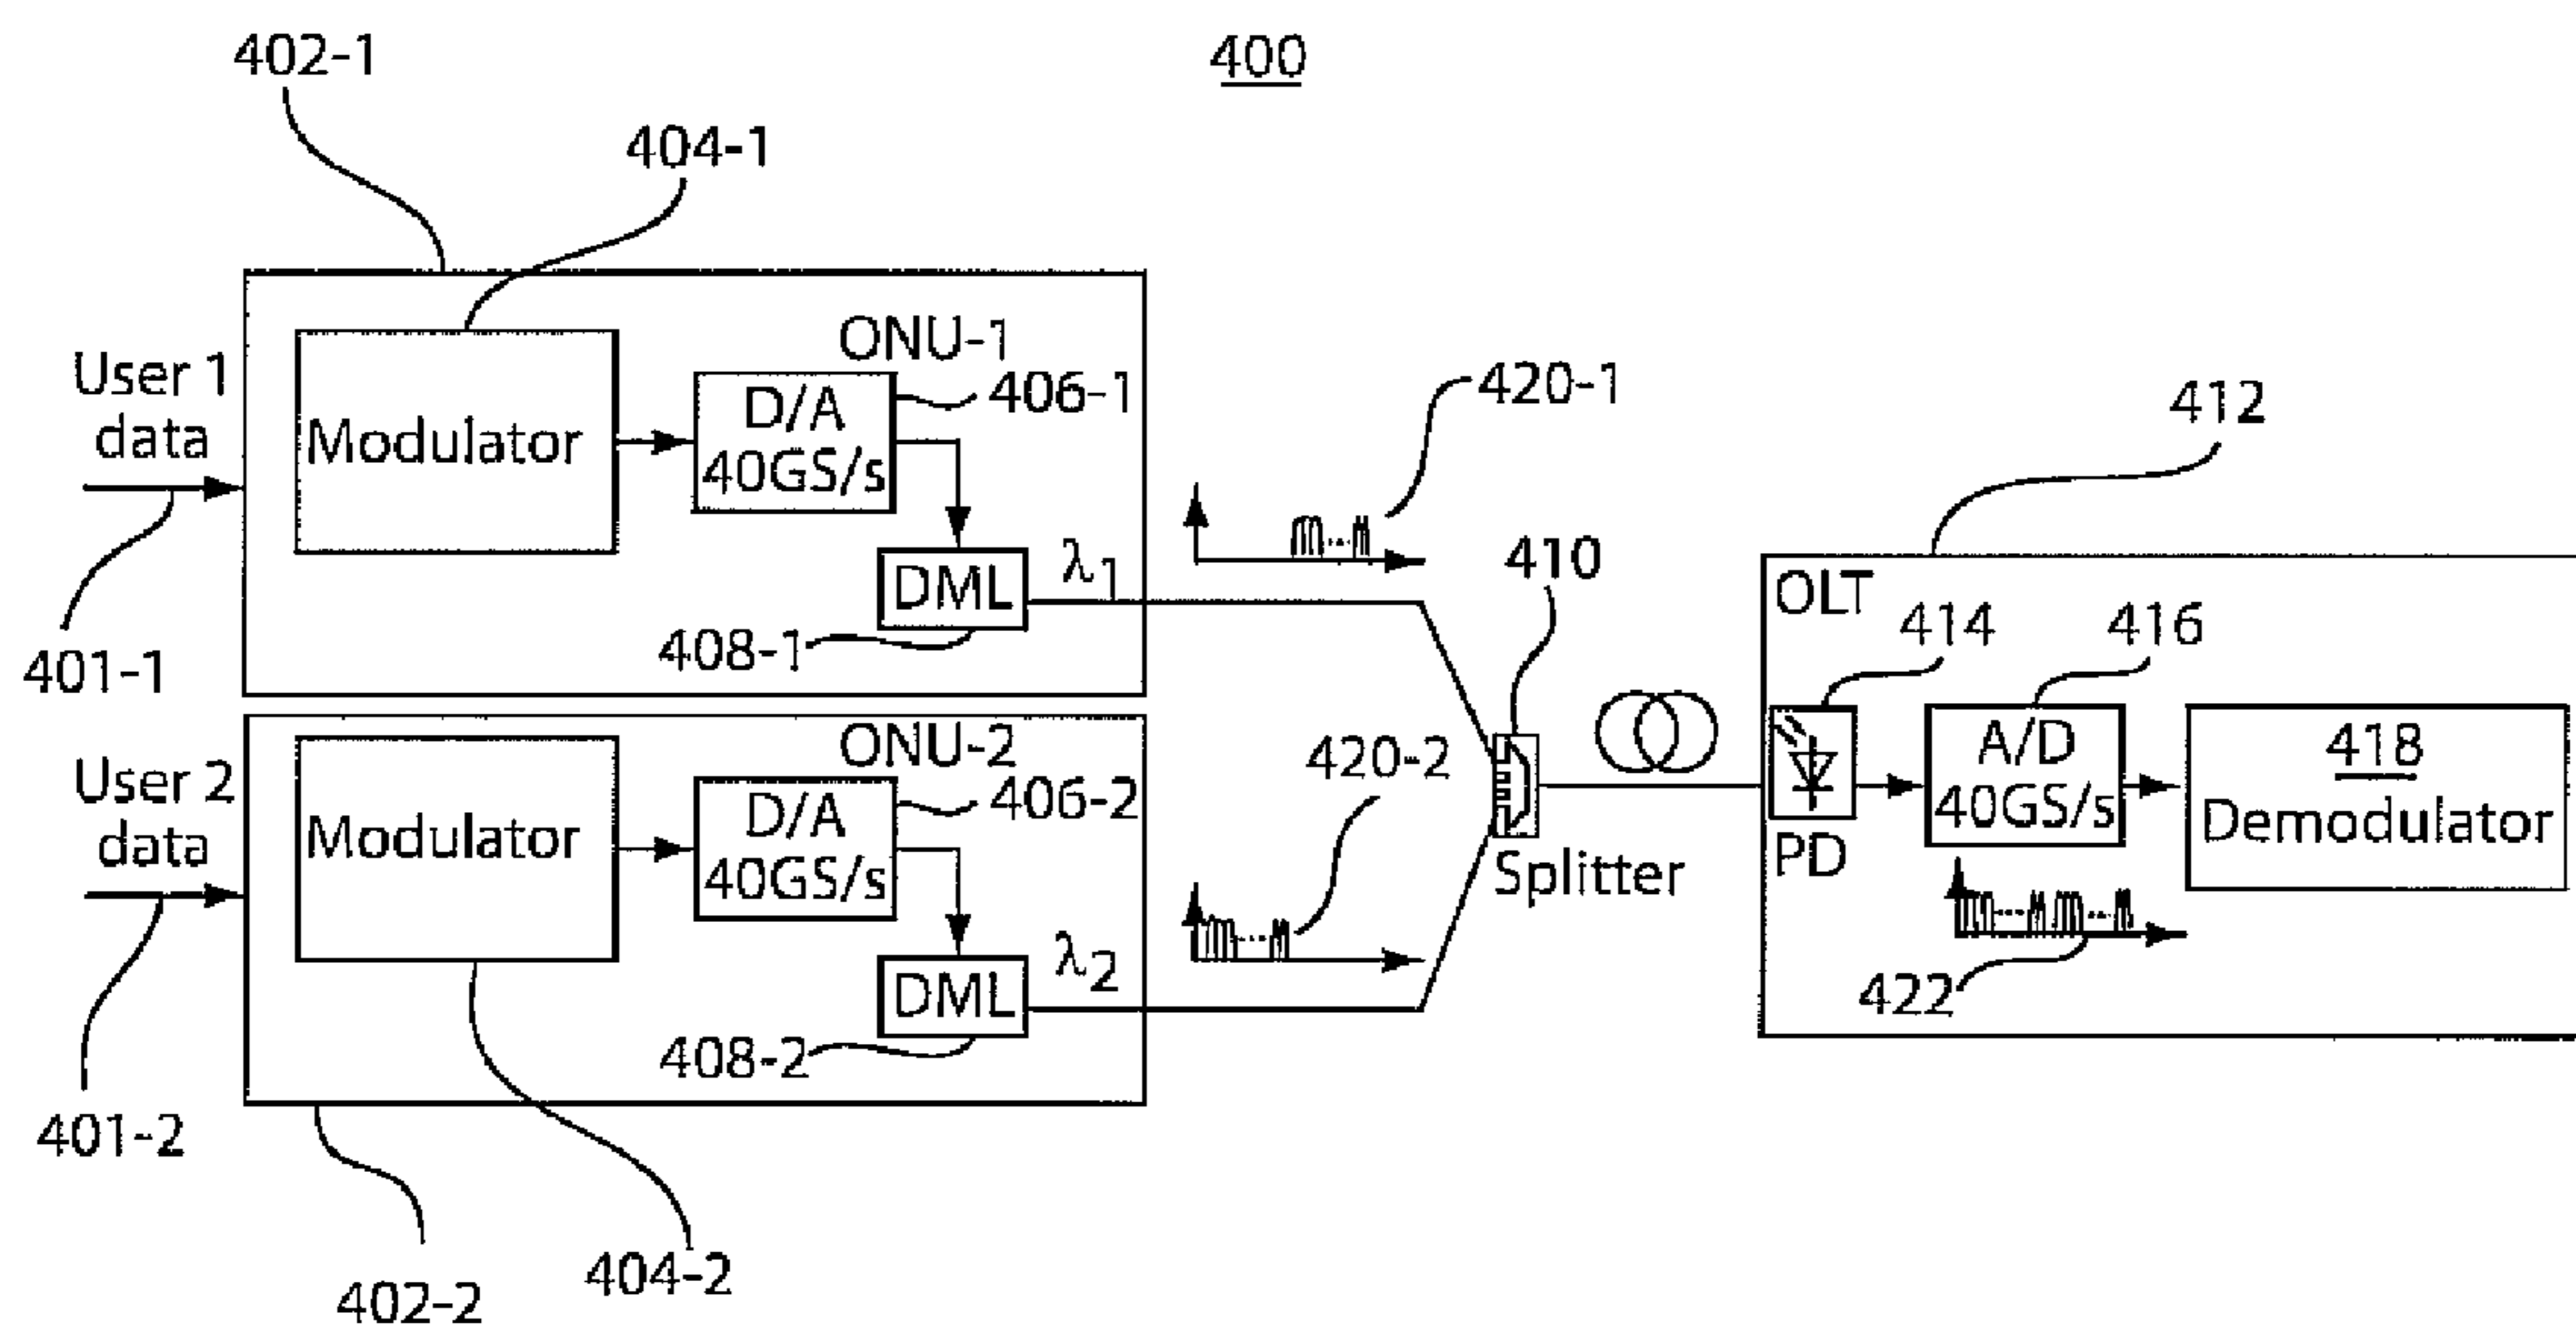 400
402-1
404-1
User 1
data
401-1
Modulator
ONU-1
D/A
40GS/s
406-1
DML
408-1
λ1
420-1
User 2
data
401-2
Modulator
ONU-2
D/A
40GS/s
406-2
DML
408-2
λ2
420-2
402-2
404-2
410
Splitter
412
OLT
414
PD
416
A/D
40GS/s
418
Demodulator
422